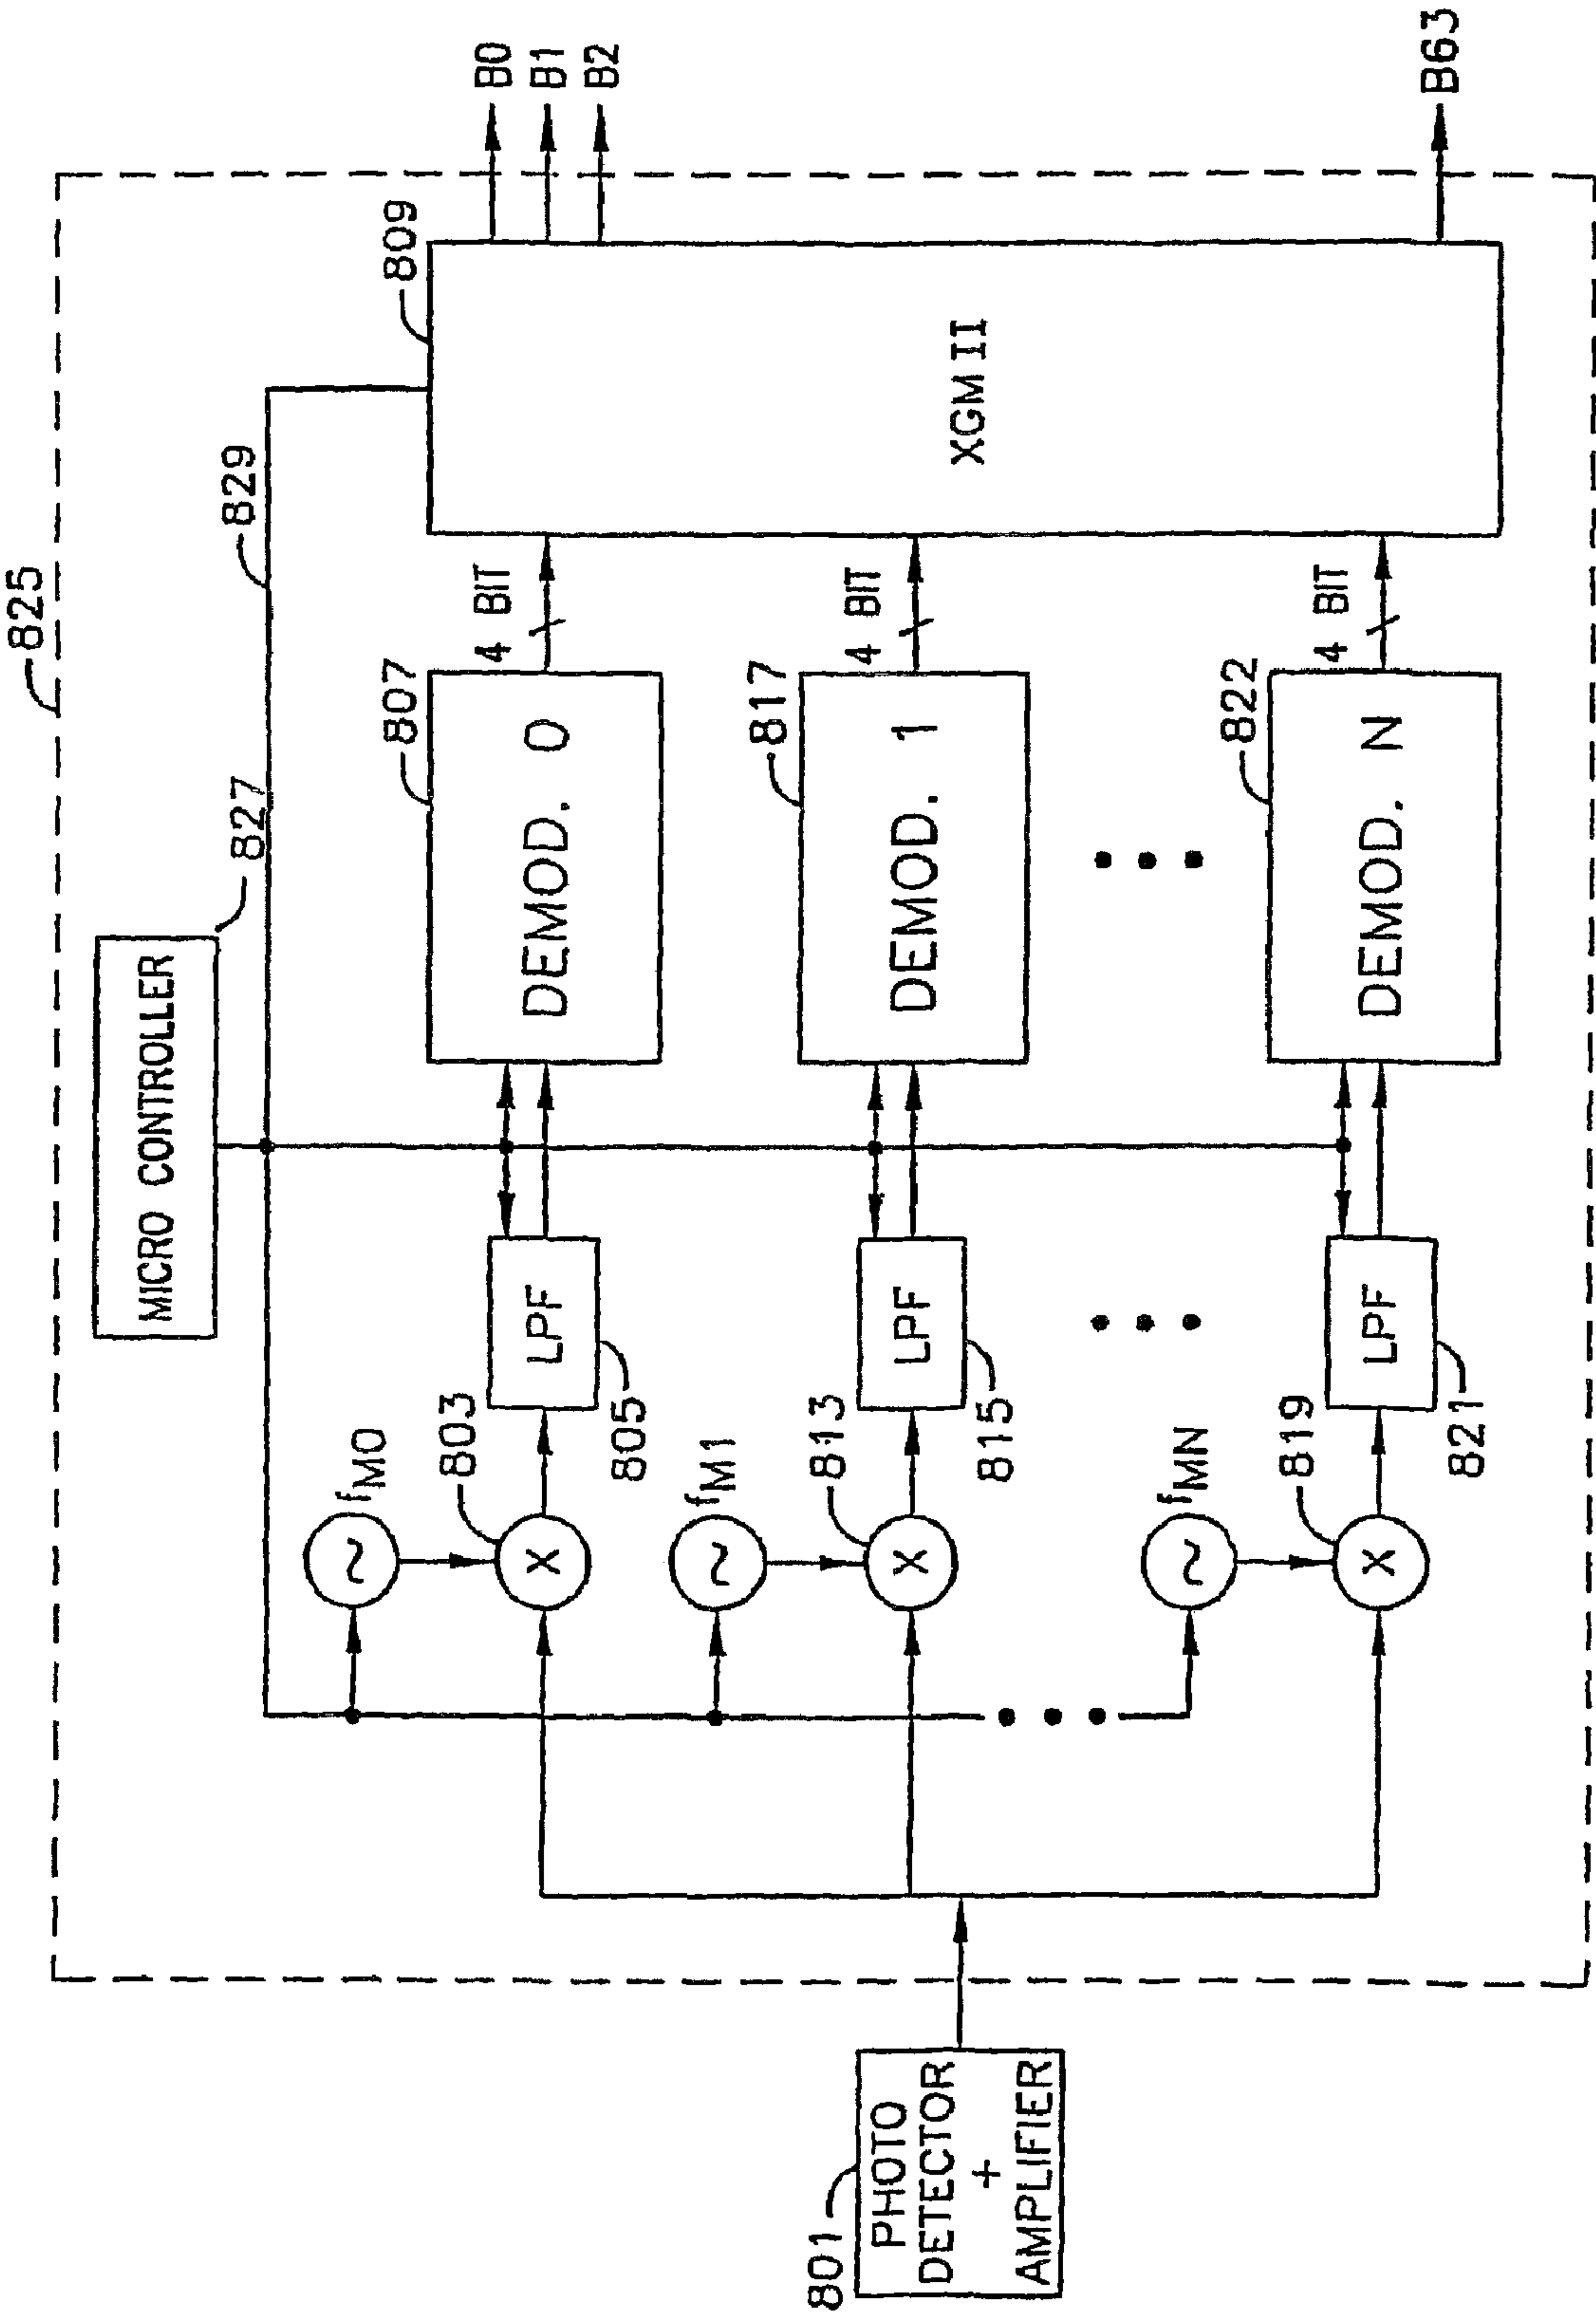 825
MICRO CONTROLLER
827
829
809
B0
B1
B2
B63
XGMII
fM0
803
LPF
805
DEMOD. 0
807
4 BIT
fM1
813
LPF
815
DEMOD. 1
817
4 BIT
fMN
819
LPF
821
DEMOD. N
822
4 BIT
X
X
X
801
PHOTO
DETECTOR
+
AMPLIFIER